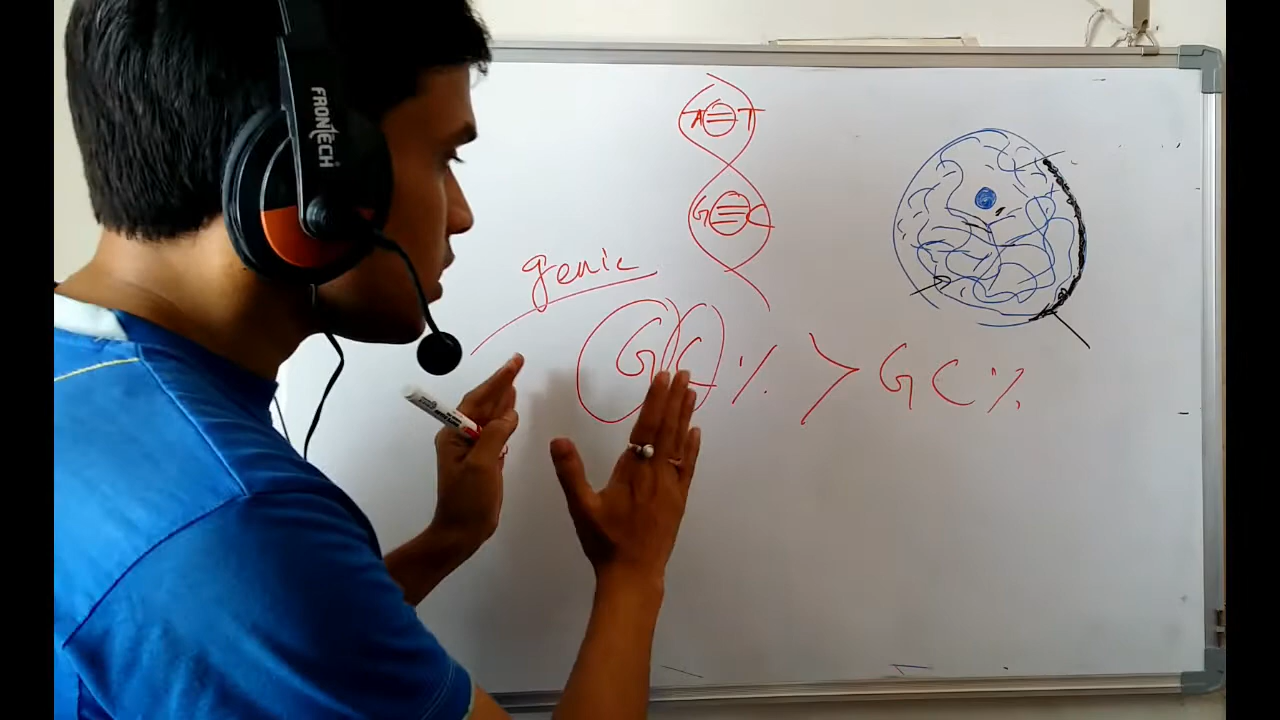 FRONTECH
A = T
G ≡ C
genic
GC % > GC %